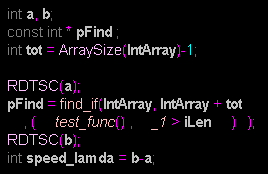 int a, b;
const int * pFind ;
int tot = ArraySize(IntArray)-1;
RDTSC(a);
pFind = find_if(IntArray, IntArray + tot
, ( test_func() , _1 > iLen ) );
RDTSC(b);
int speed_lamda = b-a;